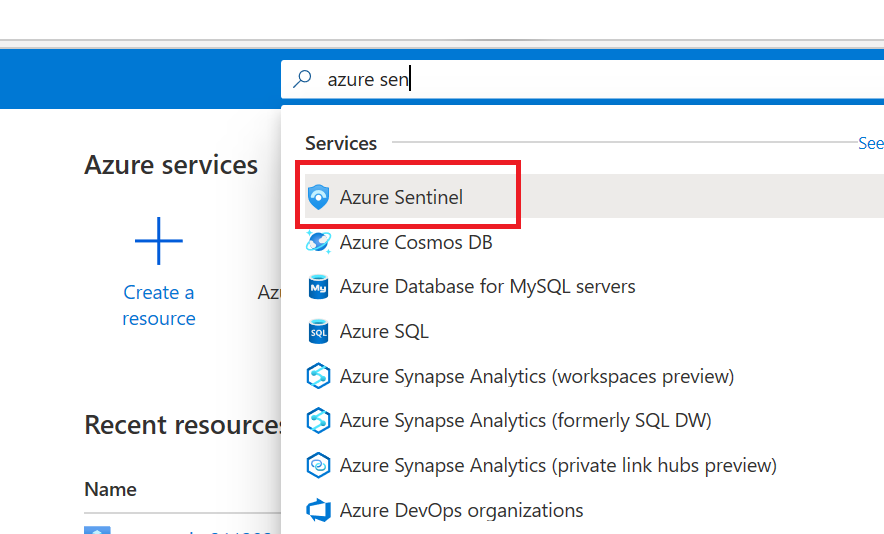 azure sen
Services
See
Azure services
Azure Sentinel
Azure Cosmos DB
Create a
resource
Azure Database for MySQL servers
My
Azure SQL
SQL
Azure Synapse Analytics (workspaces preview)
Azure Synapse Analytics (formerly SQL DW)
Recent resources
Azure Synapse Analytics (private link hubs preview)
Name
Azure DevOps organizations